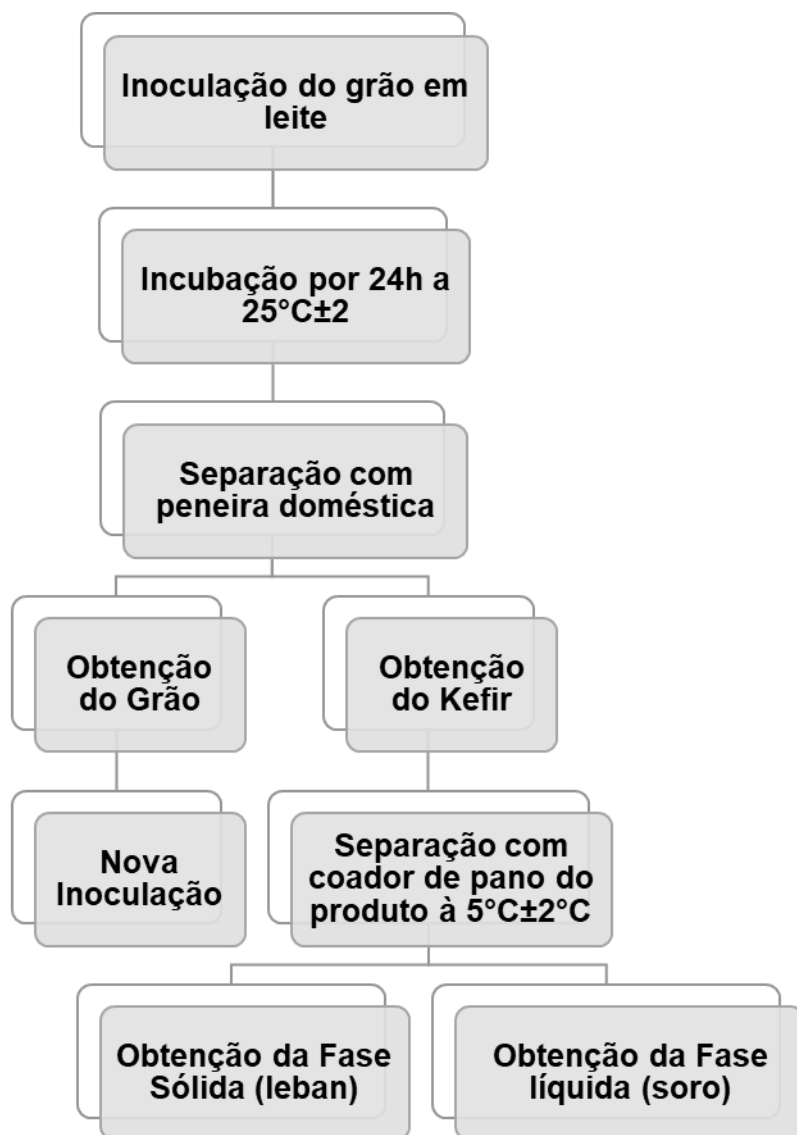 Inoculação do grão em
leite
Incubação por 24h a
25°C±2
Separação com
peneira doméstica
Obtenção
do Grão
Obtenção
do Kefir
Nova
Inoculação
Separação com
coador de pano do
produto à 5°C±2°C
Obtenção da Fase
Sólida (leban)
Obtenção da Fase
líquida (soro)